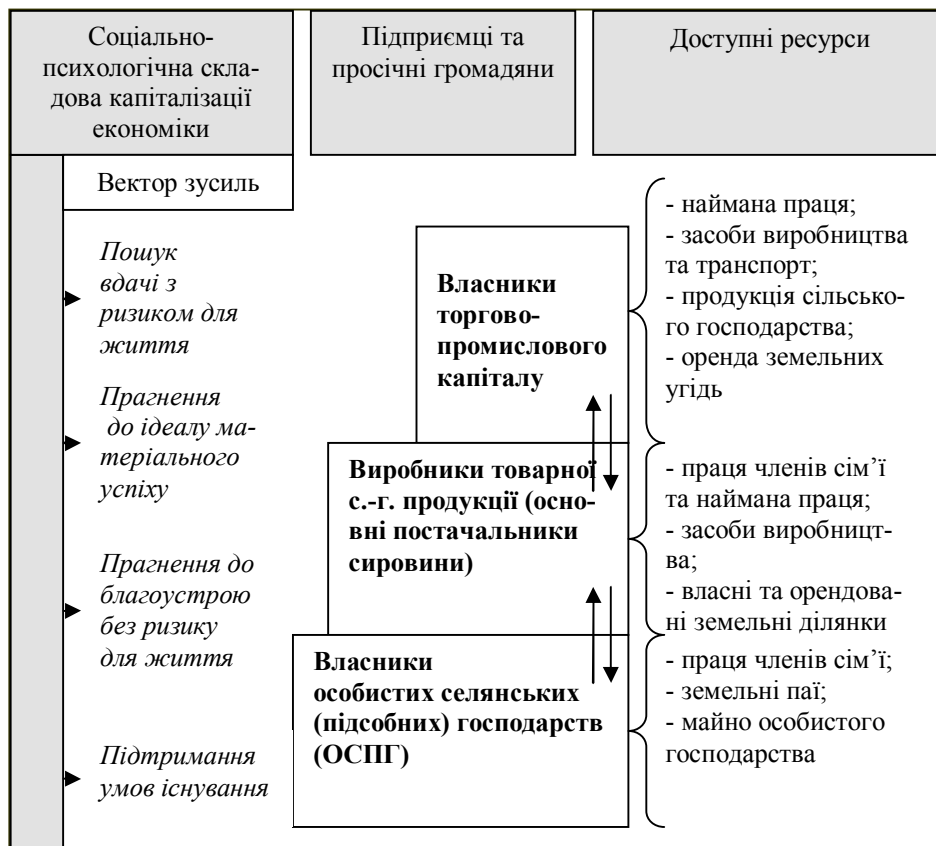 Соціально-
психологічна скла-
дова капіталізації
економіки
Підприємці та
просічні громадяни
Доступні ресурси
Вектор зусиль
Пошук
вдачі з
ризиком для
життя
Прагнення
до ідеалу ма-
теріального
успіху
Прагнення до
благоустрою
без ризику
для життя
Підтримання
умов існування
Власники
торгово-
промислового
капіталу
Виробники товарної
с.-г. продукції (осно-
вні постачальники
сировини)
Власники
особистих селянських
(підсобних) господарств
(ОСПГ)
- наймана праця;
- засоби виробництва
та транспорт;
- продукція сільсько-
го господарства;
- оренда земельних
угідь
- праця членів сім’ї
та наймана праця;
- засоби виробницт-
ва;
- власні та орендова-
ні земельні ділянки
- праця членів сім’ї;
- земельні паї;
- майно особистого
господарства